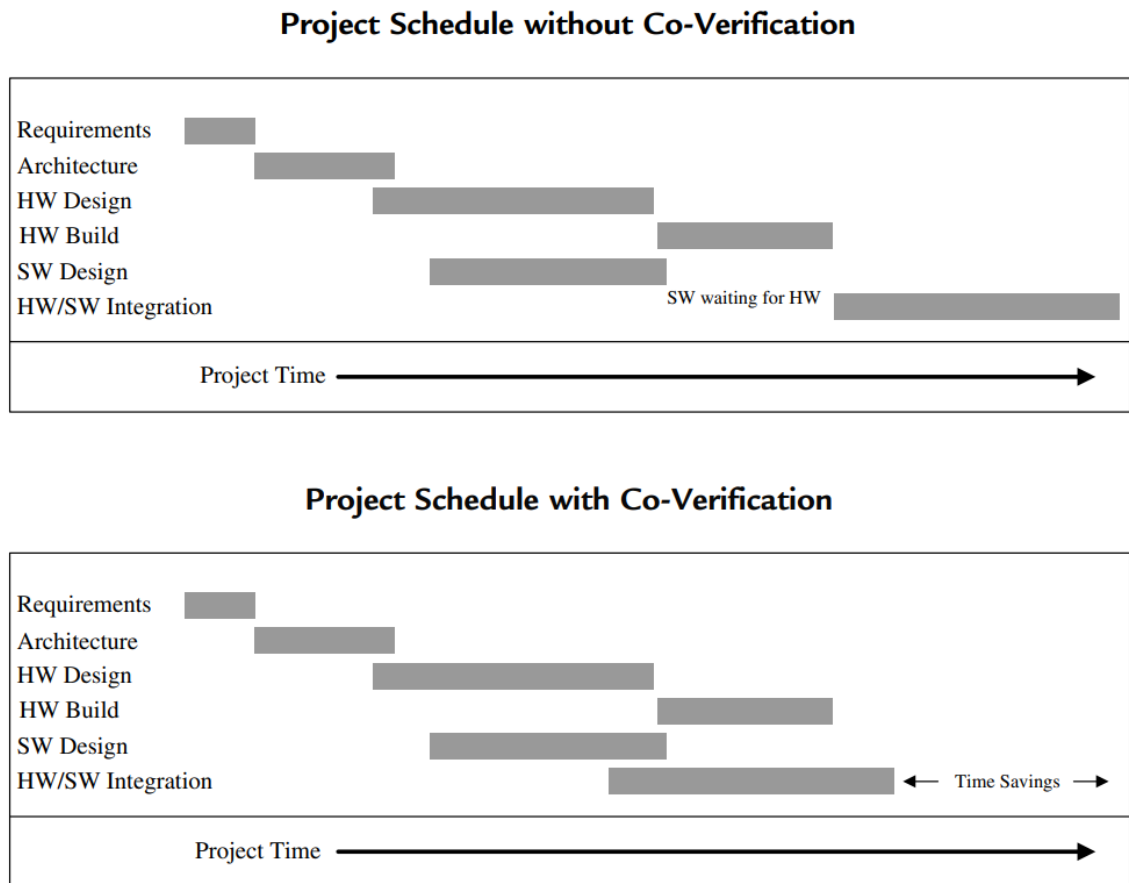 Project Schedule without Co-Verification
Requirements
Architecture
HW Design
HW Build
SW Design
HW/SW Integration
SW waiting for HW
Project Time
Project Schedule with Co-Verification
Requirements
Architecture
HW Design
HW Build
SW Design
HW/SW Integration
Time Savings
Project Time